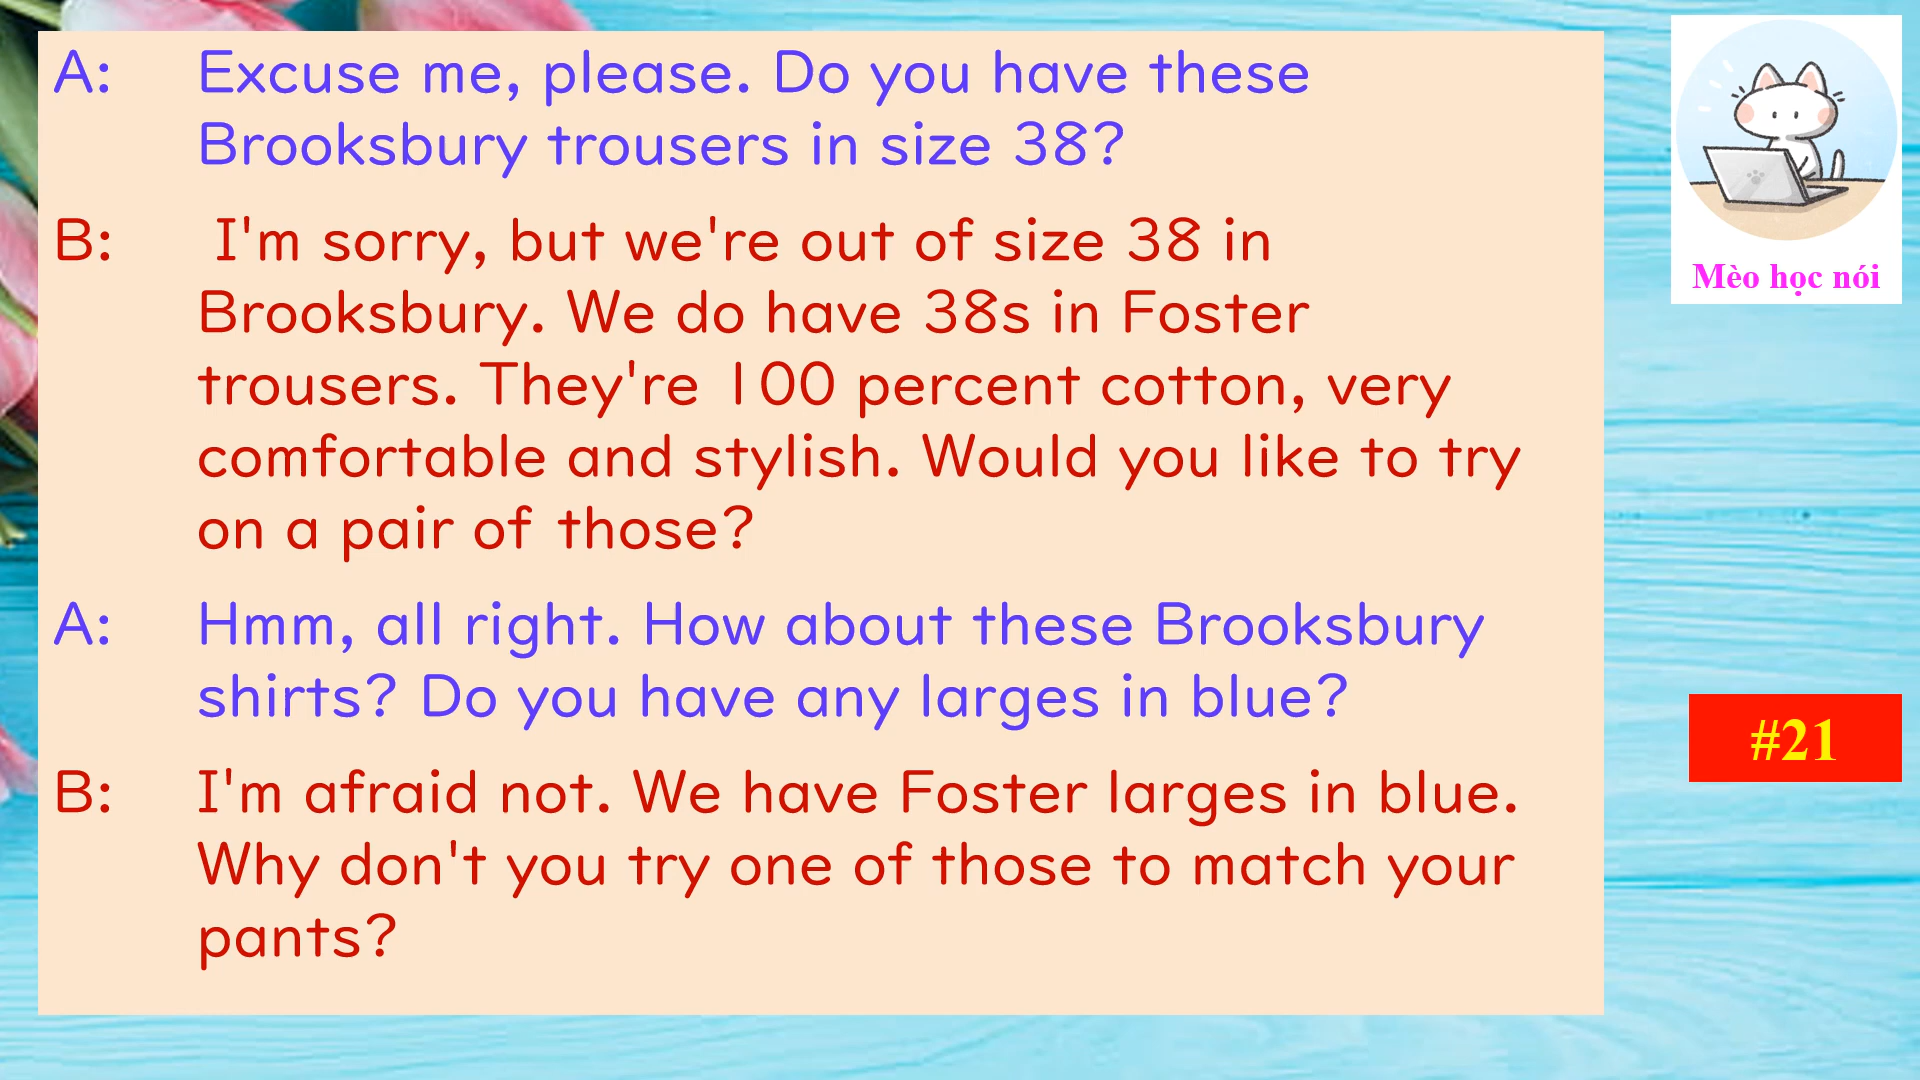 A: Excuse me, please. Do you have these
Brooksbury trousers in size 38?
B: I'm sorry, but we're out of size 38 in
Brooksbury. We do have 38s in Foster
trousers. They're 100 percent cotton, very
comfortable and stylish. Would you like to try
on a pair of those?
A: Hmm, all right. How about these Brooksbury
shirts? Do you have any larges in blue?
B: I'm afraid not. We have Foster larges in blue.
Why don't you try one of those to match your
pants?
Mèo học nói
#21